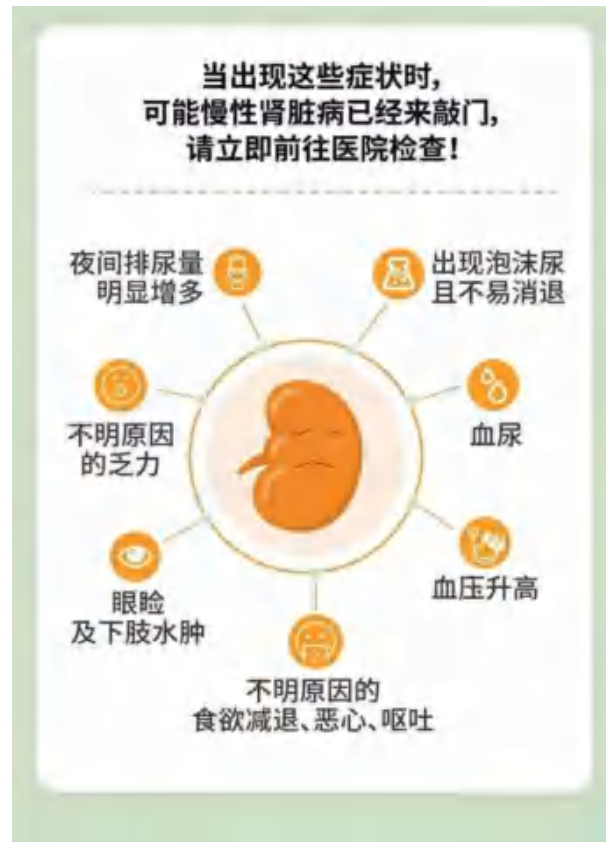 当出现这些症状时,
可能慢性肾脏病已经来敲门,
请立即前往医院检查!
夜间排尿量
明显增多
出现泡沫尿
且不易消退
不明原因
的乏力
血尿
眼睑
及下肢水肿
血压升高
不明原因的
食欲减退、恶心、呕吐